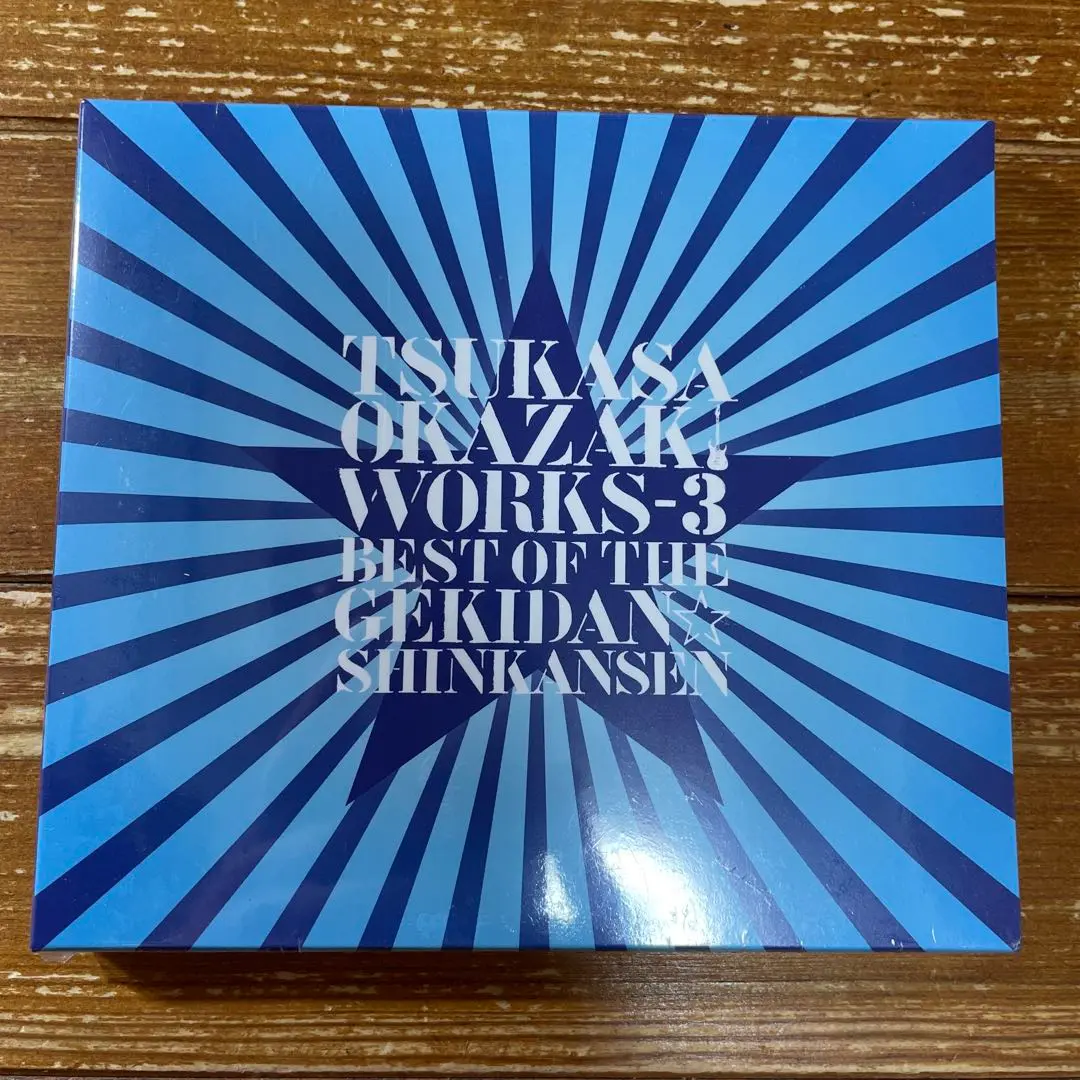 TSUKASA
OKAZAKI
WORKS-3
BEST OF THE
GEKIDAN☆
SHINKANSEN